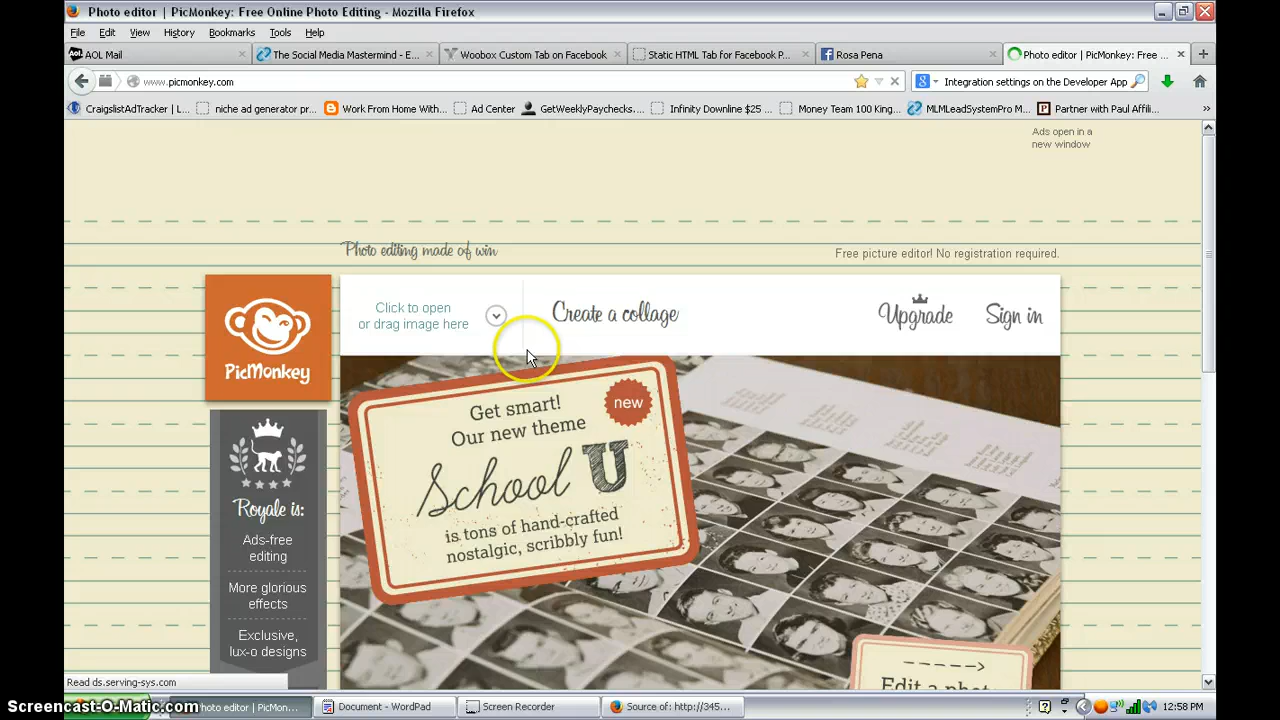 Photo editor | PicMonkey: Free Online Photo Editing - Mozilla Firefox
File Edit View History Bookmarks Tools Help
AOL Mail
The Social Media Mastermind - E...
Woobox Custom Tab on Facebook
Static HTML Tab for Facebook P...
Rosa Pena
Photo editor | PicMonkey: Free ...
www.picmonkey.com
Integration settings on the Developer App
CraigslistAdTracker | L...
niche ad generator pr...
Work From Home With...
Ad Center
GetWeeklyPaychecks....
Infinity Downline $25 ...
Money Team 100 King...
MLMLeadSystemPro M...
Partner with Paul Affili...
Ads open in a
new window
Photo editing made of win
Free picture editor! No registration required.
PicMonkey
Click to open
or drag image here
Create a collage
Upgrade
Sign in
Get smart!
Our new theme
new
School U
is tons of hand-crafted
nostalgic, scribbly fun!
Royale is:
Ads-free
editing
More glorious
effects
Exclusive,
lux-o designs
Edit a photo
Read ds.serving-sys.com
Screencast-O-Matic.com
Photo editor | PicMon...
Document - WordPad
Screen Recorder
Source of: http://345...
12:58 PM